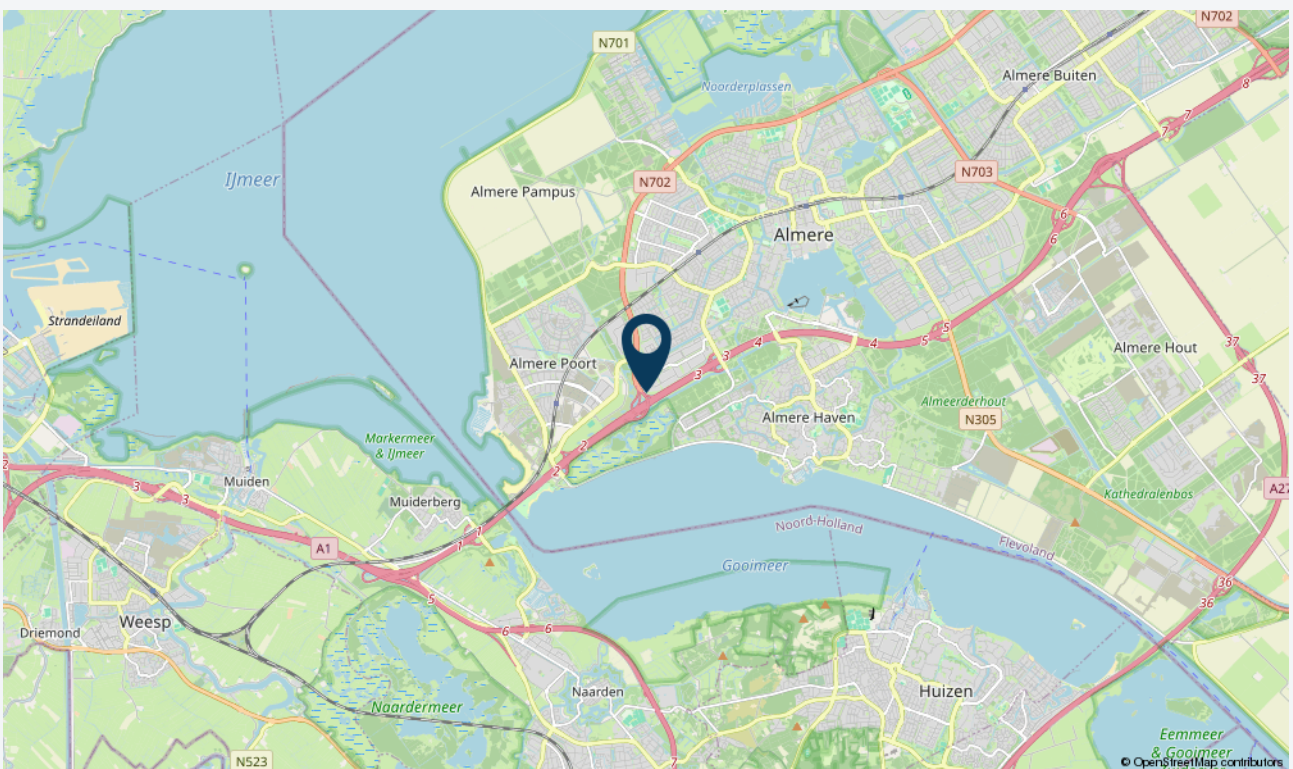 N702
N701
Almere Buiten
8
Noorderplassen
7
7
N703
IJmeer
N702
Almere Pampus
6
6
Almere
Strandeiland
5
5
4
4
3
3
37
37
Almere Hout
Almere Poort
Almeerderhout
Almere Haven
N305
Markermeer
& IJmeer
2
2
2
3
3
Muiden
Muiderberg
Kathedralenbos
A27
1
1
A1
Noord-Holland
Flevoland
Gooimeer
36
36
5
Weesp
Driemond
6
6
Naarden
Huizen
Naardermeer
Eemmeer
& Gooimeer
N523
7
© OpenStreetMap contributors